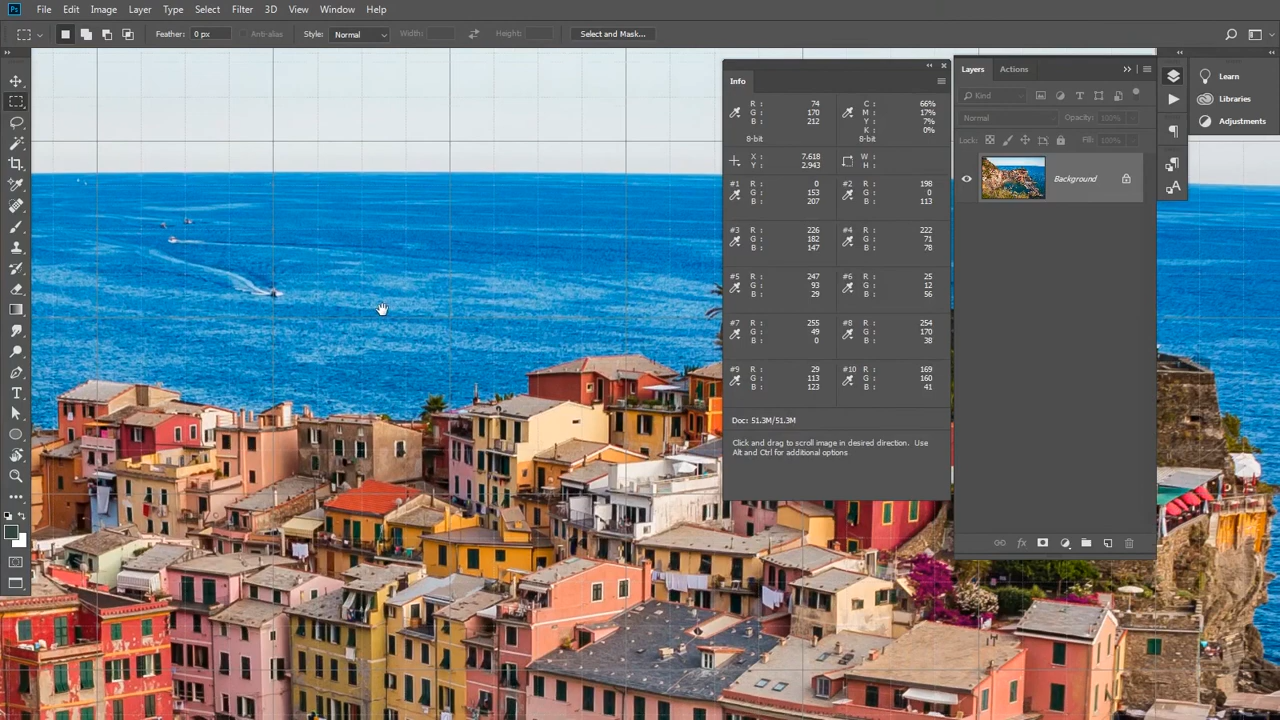 Ps File Edit Image Layer Type Select Filter 3D View Window Help
Feather: 0 px Anti-alias Style: Normal Width: Height: Select and Mask...
Info
R : 74 C : 66%
G : 170 M : 17%
B : 212 Y : 7%
K : 0%
8-bit 8-bit
X : 7.618 W :
Y : 2.943 H :
#1 R : 0 #2 R : 198
G : 153 G : 0
B : 207 B : 113
#3 R : 226 #4 R : 222
G : 182 G : 71
B : 147 B : 78
#5 R : 247 #6 R : 25
G : 93 G : 12
B : 29 B : 56
#7 R : 255 #8 R : 254
G : 49 G : 170
B : 0 B : 38
#9 R : 29 #10 R : 169
G : 113 G : 160
B : 123 B : 41
Doc: 51.3M/51.3M
Click and drag to scroll image in desired direction. Use
Alt and Ctrl for additional options
Layers Actions
Kind
Normal Opacity: 100%
Lock: Fill: 100%
Background
fx
Learn
Libraries
Adjustments